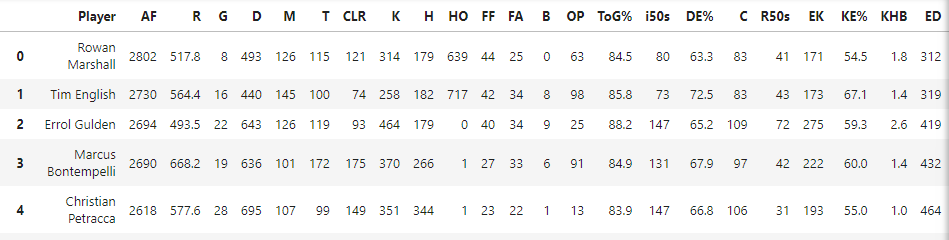 Player AF R G D M T CLR K H HO FF FA B OP ToG% i50s DE% C R50s EK KE% KHB ED
0 Rowan Marshall 2802 517.8 8 493 126 115 121 314 179 639 44 25 0 63 84.5 80 63.3 83 41 171 54.5 1.8 312
1 Tim English 2730 564.4 16 440 145 100 74 258 182 717 42 34 8 98 85.8 73 72.5 83 43 173 67.1 1.4 319
2 Errol Gulden 2694 493.5 22 643 126 119 93 464 179 0 40 34 9 25 88.2 147 65.2 109 72 275 59.3 2.6 419
3 Marcus Bontempelli 2690 668.2 19 636 101 172 175 370 266 1 27 33 6 91 84.9 131 67.9 97 42 222 60.0 1.4 432
4 Christian Petracca 2618 577.6 28 695 107 99 149 351 344 1 23 22 1 13 83.9 147 66.8 106 31 193 55.0 1.0 464